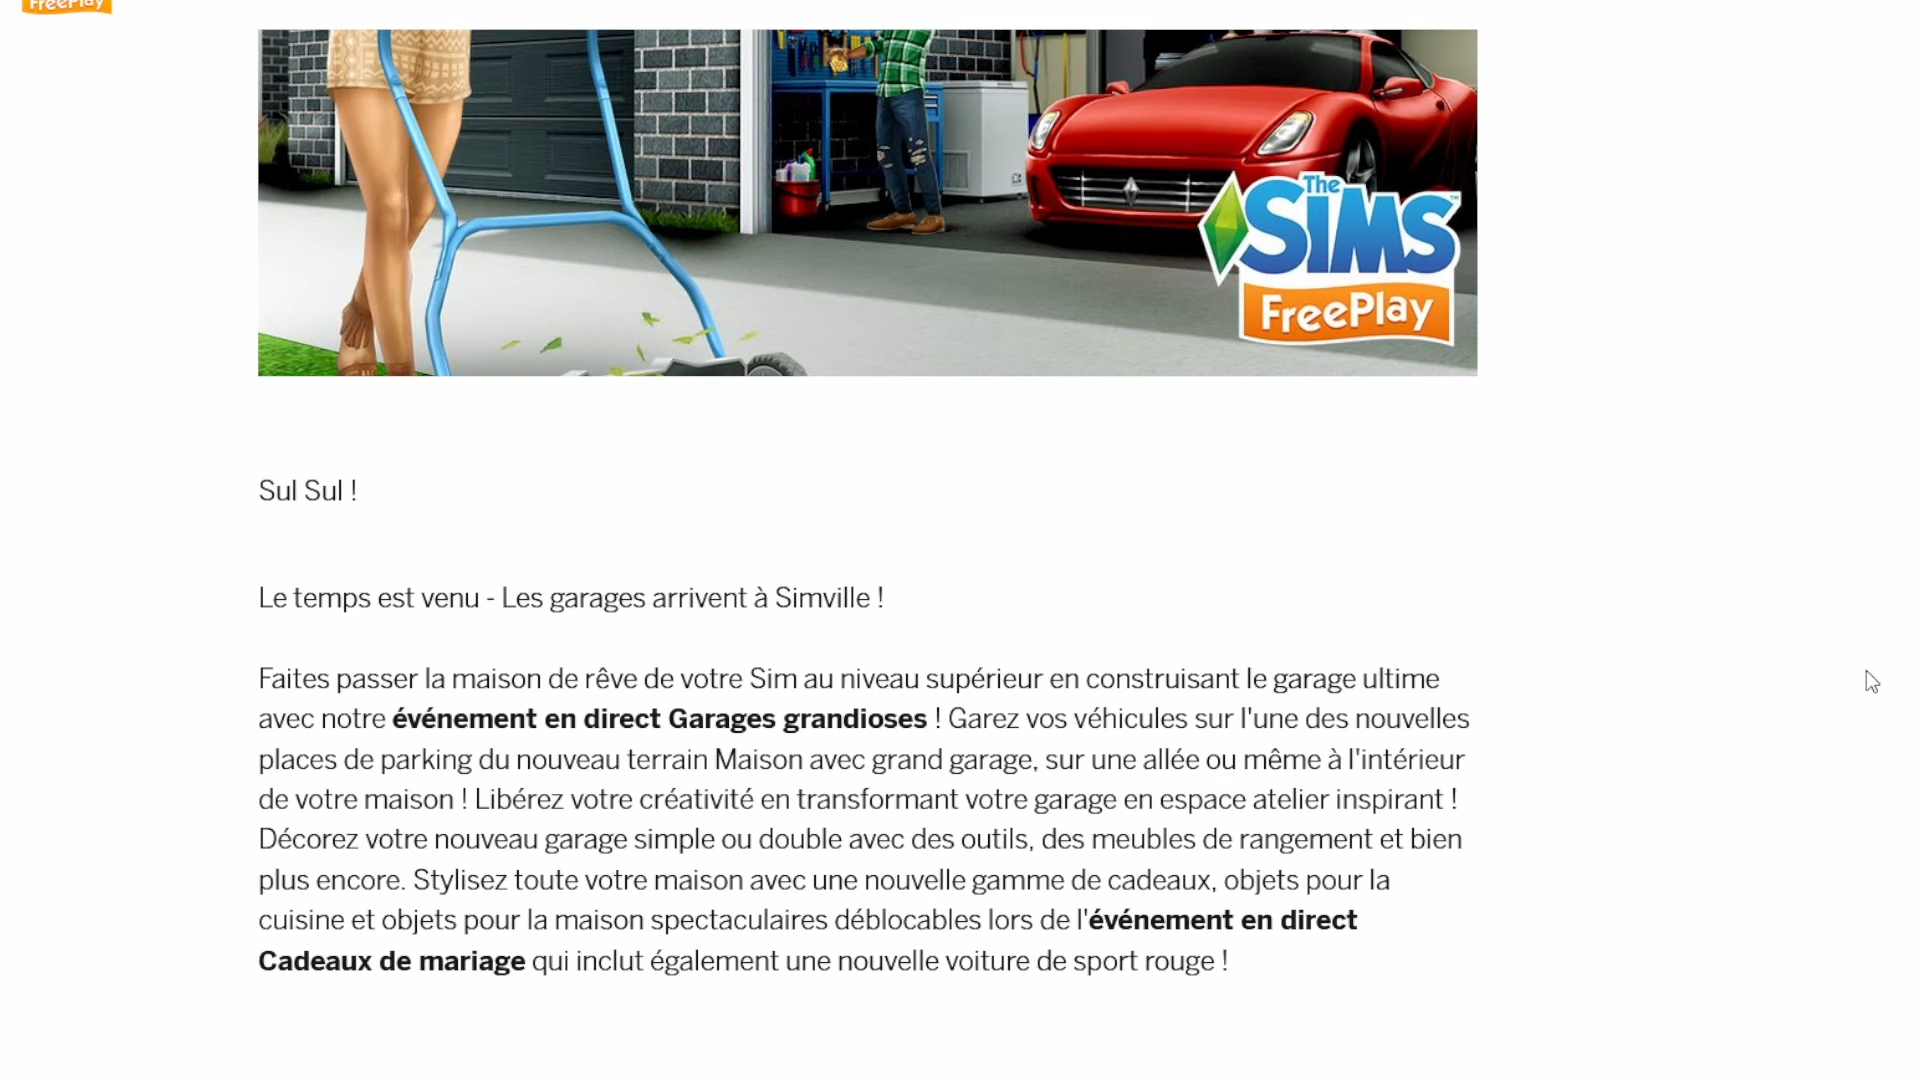 FreePlay
The
SiMS
FreePlay
Sul Sul !
Le temps est venu - Les garages arrivent à Simville !
Faites passer la maison de rêve de votre Sim au niveau supérieur en construisant le garage ultime
avec notre événement en direct Garages grandioses ! Garez vos véhicules sur l'une des nouvelles
places de parking du nouveau terrain Maison avec grand garage, sur une allée ou même à l'intérieur
de votre maison ! Libérez votre créativité en transformant votre garage en espace atelier inspirant !
Décorez votre nouveau garage simple ou double avec des outils, des meubles de rangement et bien
plus encore. Stylisez toute votre maison avec une nouvelle gamme de cadeaux, objets pour la
cuisine et objets pour la maison spectaculaires déblocables lors de l'événement en direct
Cadeaux de mariage qui inclut également une nouvelle voiture de sport rouge !